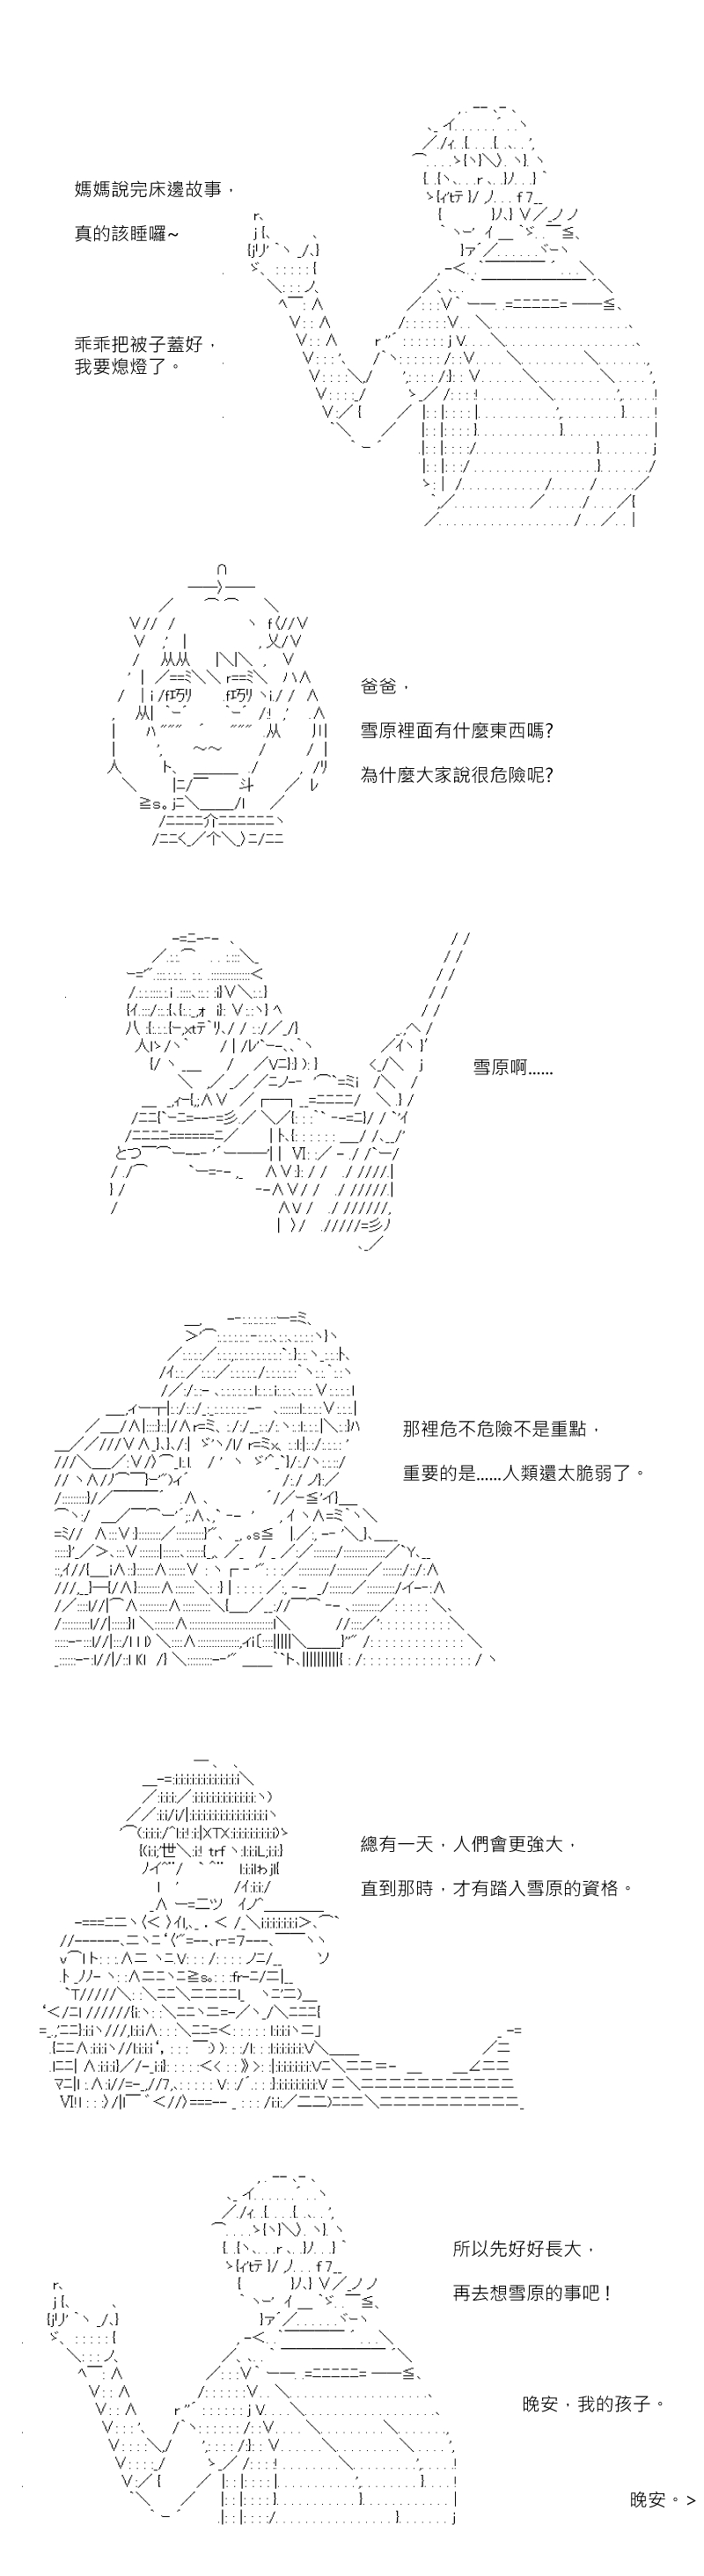 媽媽說完床邊故事，
真的該睡囉~
乖乖把被子蓋好，
我要熄燈了。
爸爸，
雪原裡面有什麼東西嗎?
為什麼大家說很危險呢?
雪原啊......
那裡危不危險不是重點，
重要的是......人類還太脆弱了。
總有一天，人們會更強大，
直到那時，才有踏入雪原的資格。
所以先好好長大，
再去想雪原的事吧！
晚安，我的孩子。
晚安。>